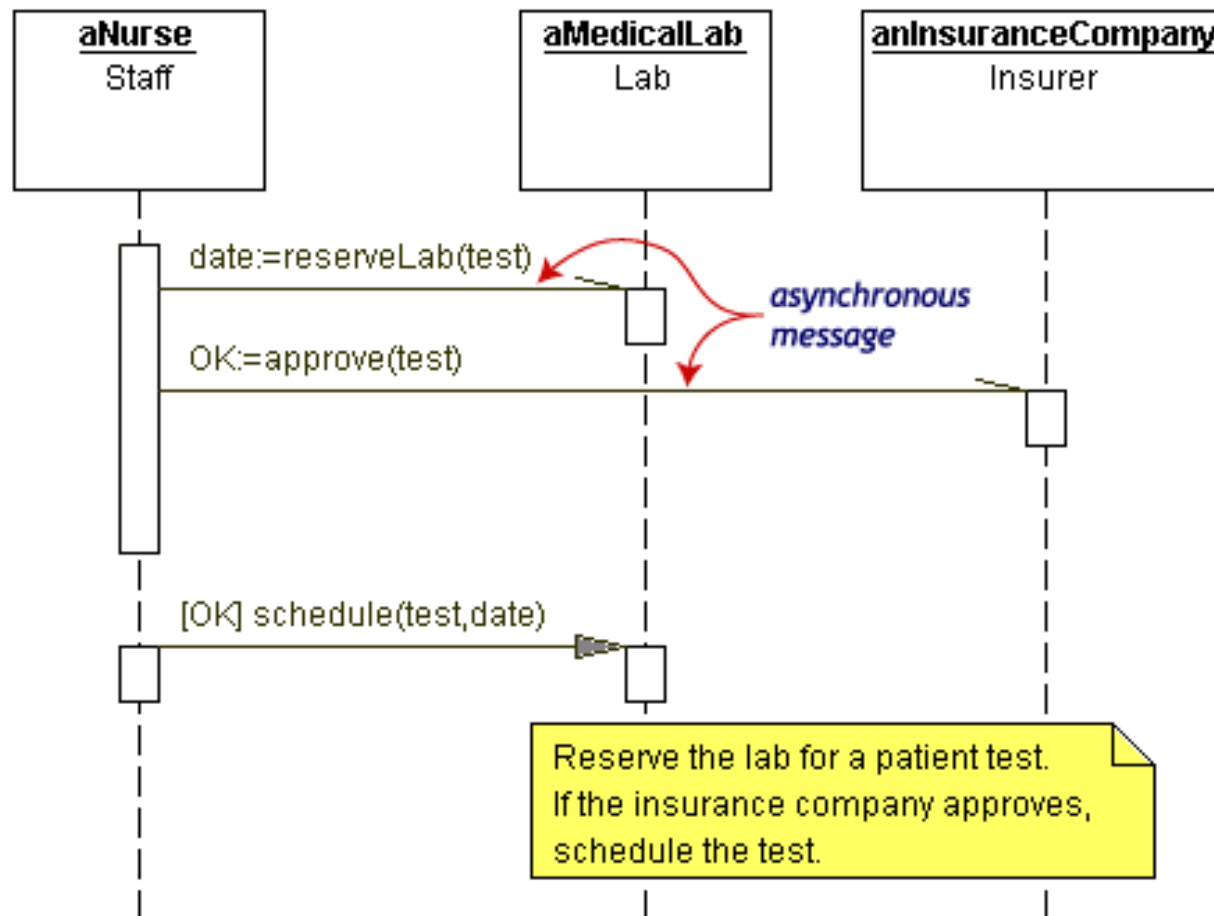 aNurse
Staff
aMedicalLab
Lab
anInsuranceCompany
Insurer
date:=reserveLab(test)
asynchronous
message
OK:=approve(test)
[OK] schedule(test,date)
Reserve the lab for a patient test.
If the insurance company approves,
schedule the test.